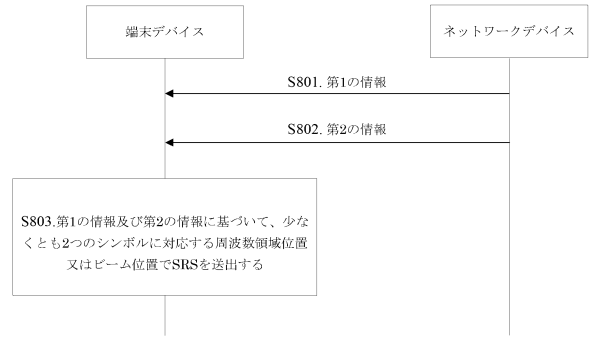 端末デバイス
ネットワークデバイス
S801. 第1の情報
S802. 第2の情報
S803.第1の情報及び第2の情報に基づいて、少な
くとも2つのシンボルに対応する周波数領域位置
又はビーム位置でSRSを送出する